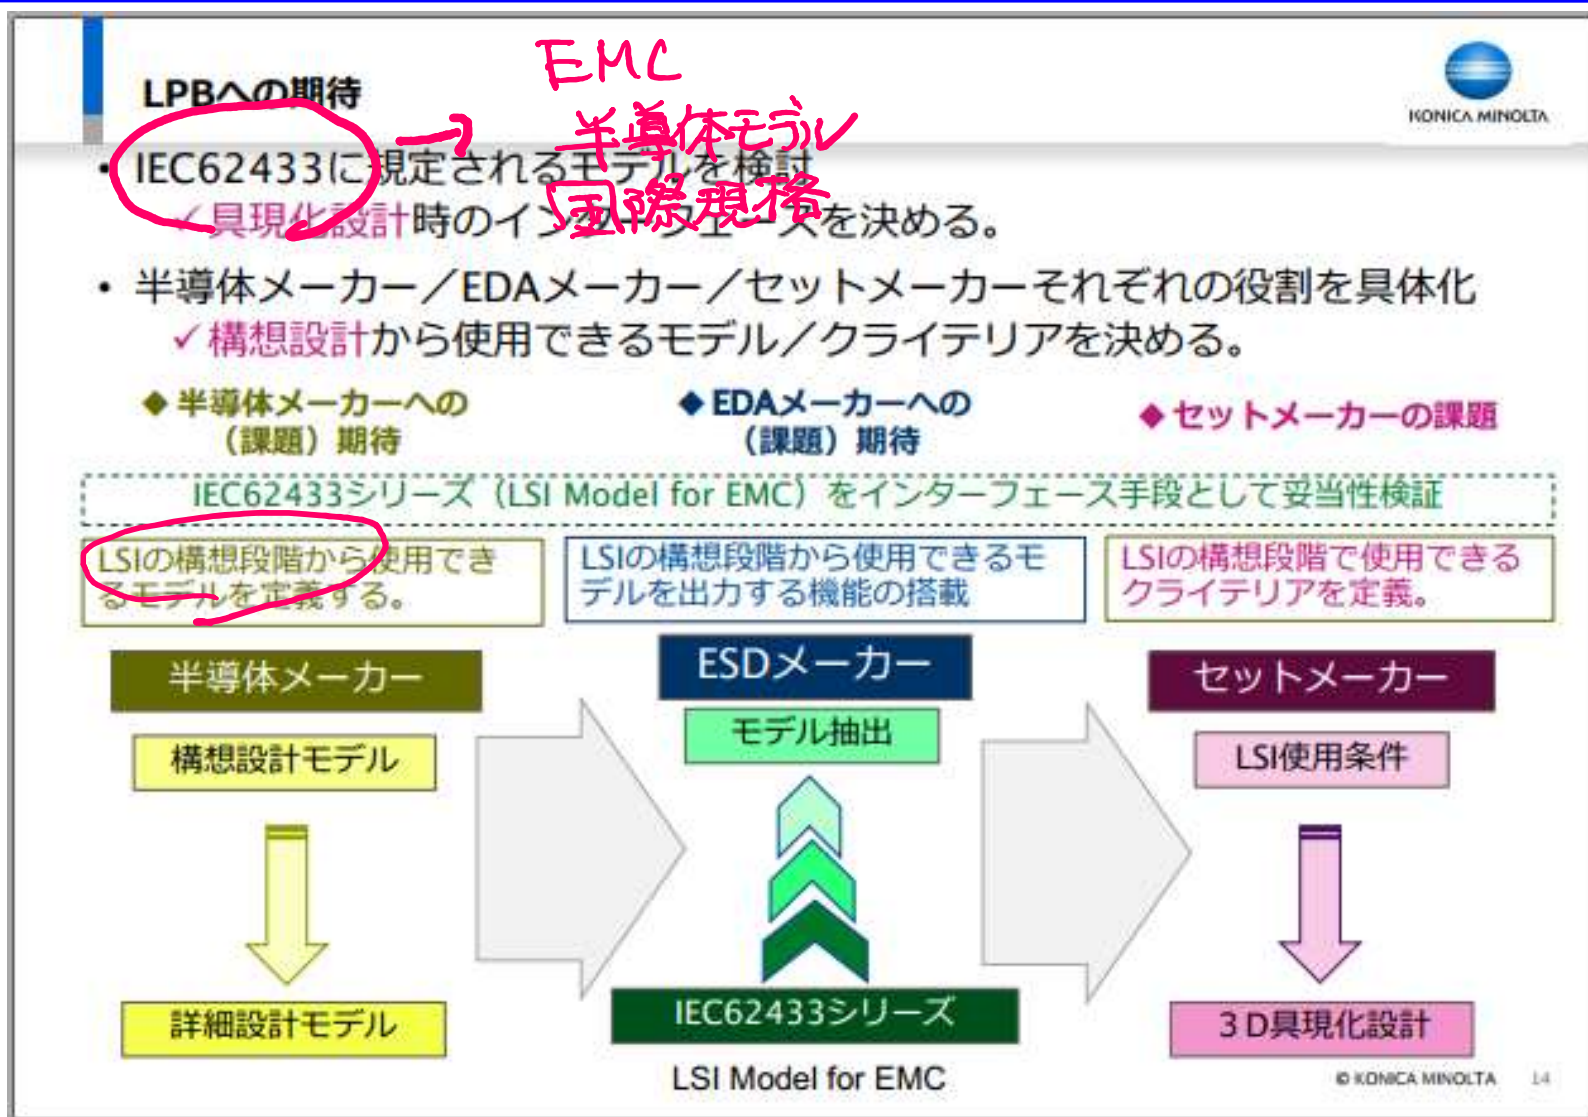 LPBへの期待
EMC
半導体モデル
国際規格
KONICA MINOLTA
・IEC62433に規定されるモデルを検討
✓具現化設計時のインターフェースを決める。
・半導体メーカー／EDAメーカー／セットメーカーそれぞれの役割を具体化
✓構想設計から使用できるモデル／クライテリアを決める。
◆半導体メーカーへの
（課題）期待
◆EDAメーカーへの
（課題）期待
◆セットメーカーの課題
IEC62433シリーズ（LSI Model for EMC）をインターフェース手段として妥当性検証
LSIの構想段階から使用でき
るモデルを定義する。
LSIの構想段階から使用できるモ
デルを出力する機能の搭載
LSIの構想段階で使用できる
クライテリアを定義。
半導体メーカー
ESDメーカー
セットメーカー
構想設計モデル
モデル抽出
LSI使用条件
詳細設計モデル
IEC62433シリーズ
３D具現化設計
LSI Model for EMC
© KONICA MINOLTA 14